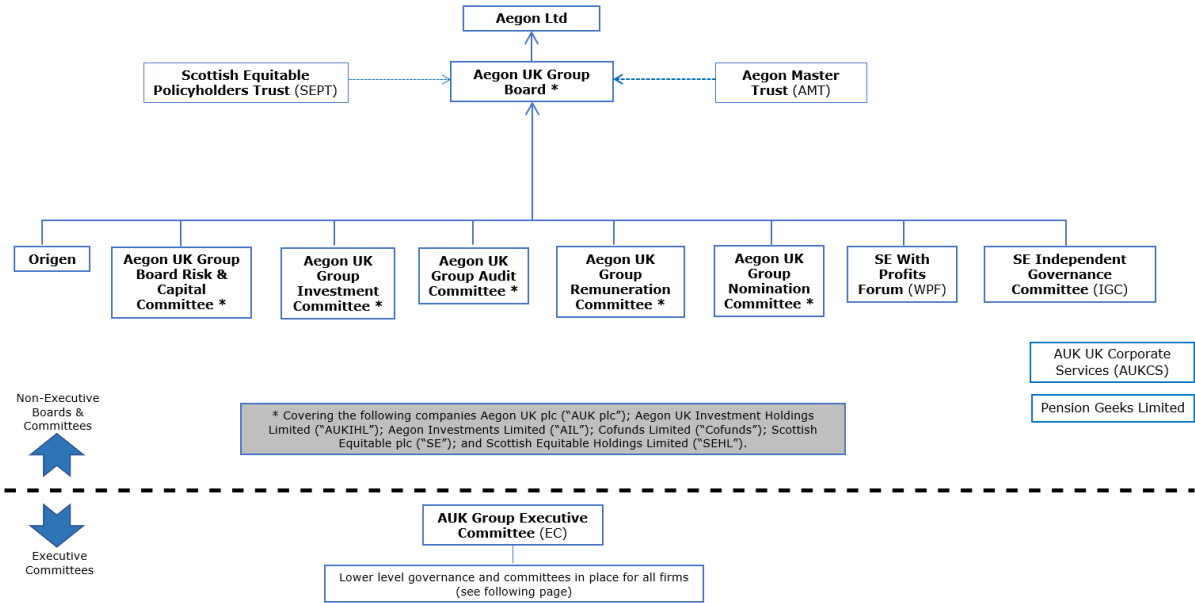 Aegon Ltd
Scottish Equitable
Policyholders Trust (SEPT)
Aegon UK Group
Board *
Aegon Master
Trust (AMT)
Origen
Aegon UK Group
Board Risk &
Capital
Committee *
Aegon UK
Group
Investment
Committee *
Aegon UK
Group Audit
Committee *
Aegon UK
Group
Remuneration
Committee *
Aegon UK
Group
Nomination
Committee *
SE With
Profits
Forum (WPF)
SE Independent
Governance
Committee (IGC)
AUK UK Corporate
Services (AUKCS)
Pension Geeks Limited
Non-Executive
Boards &
Committees
* Covering the following companies Aegon UK plc (“AUK plc”); Aegon UK Investment Holdings
Limited (“AUKIHL”); Aegon Investments Limited (“AIL”); Cofunds Limited (“Cofunds”); Scottish
Equitable plc (“SE”); and Scottish Equitable Holdings Limited (“SEHL”).
Executive
Committees
AUK Group Executive
Committee (EC)
Lower level governance and committees in place for all firms
(see following page)